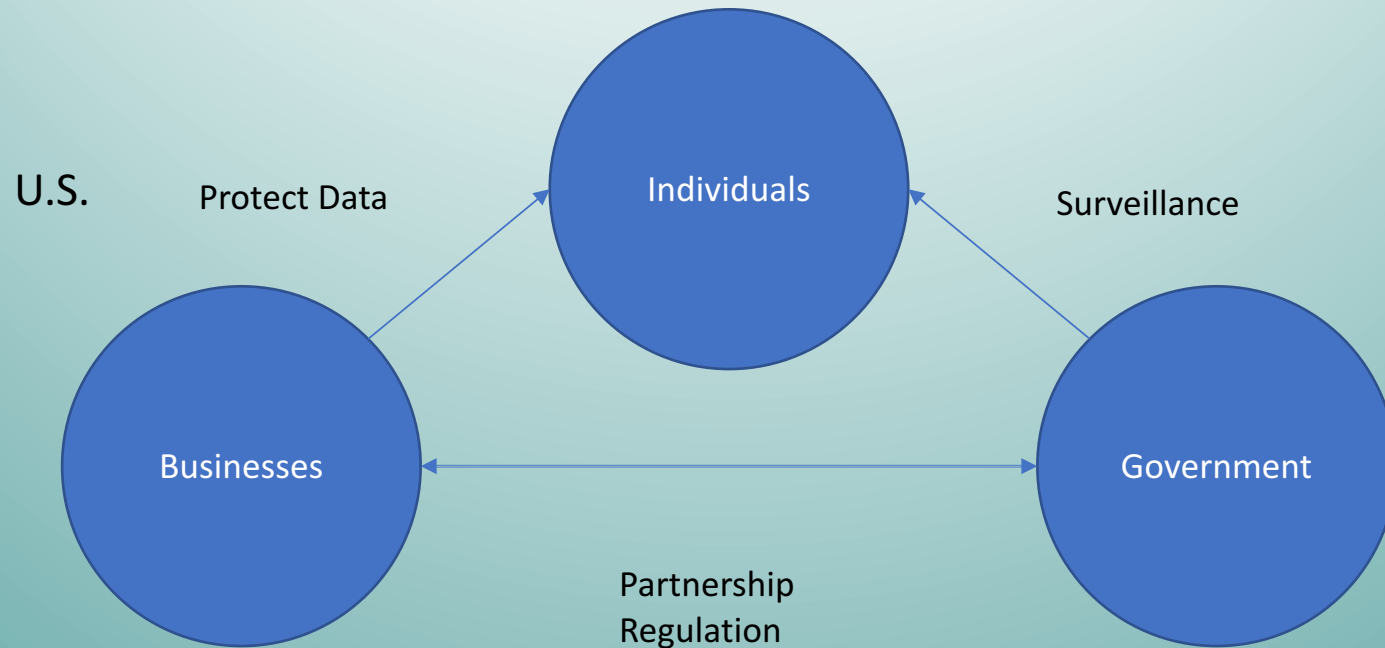 U.S.
Protect Data
Individuals
Surveillance
Businesses
Government
Partnership
Regulation